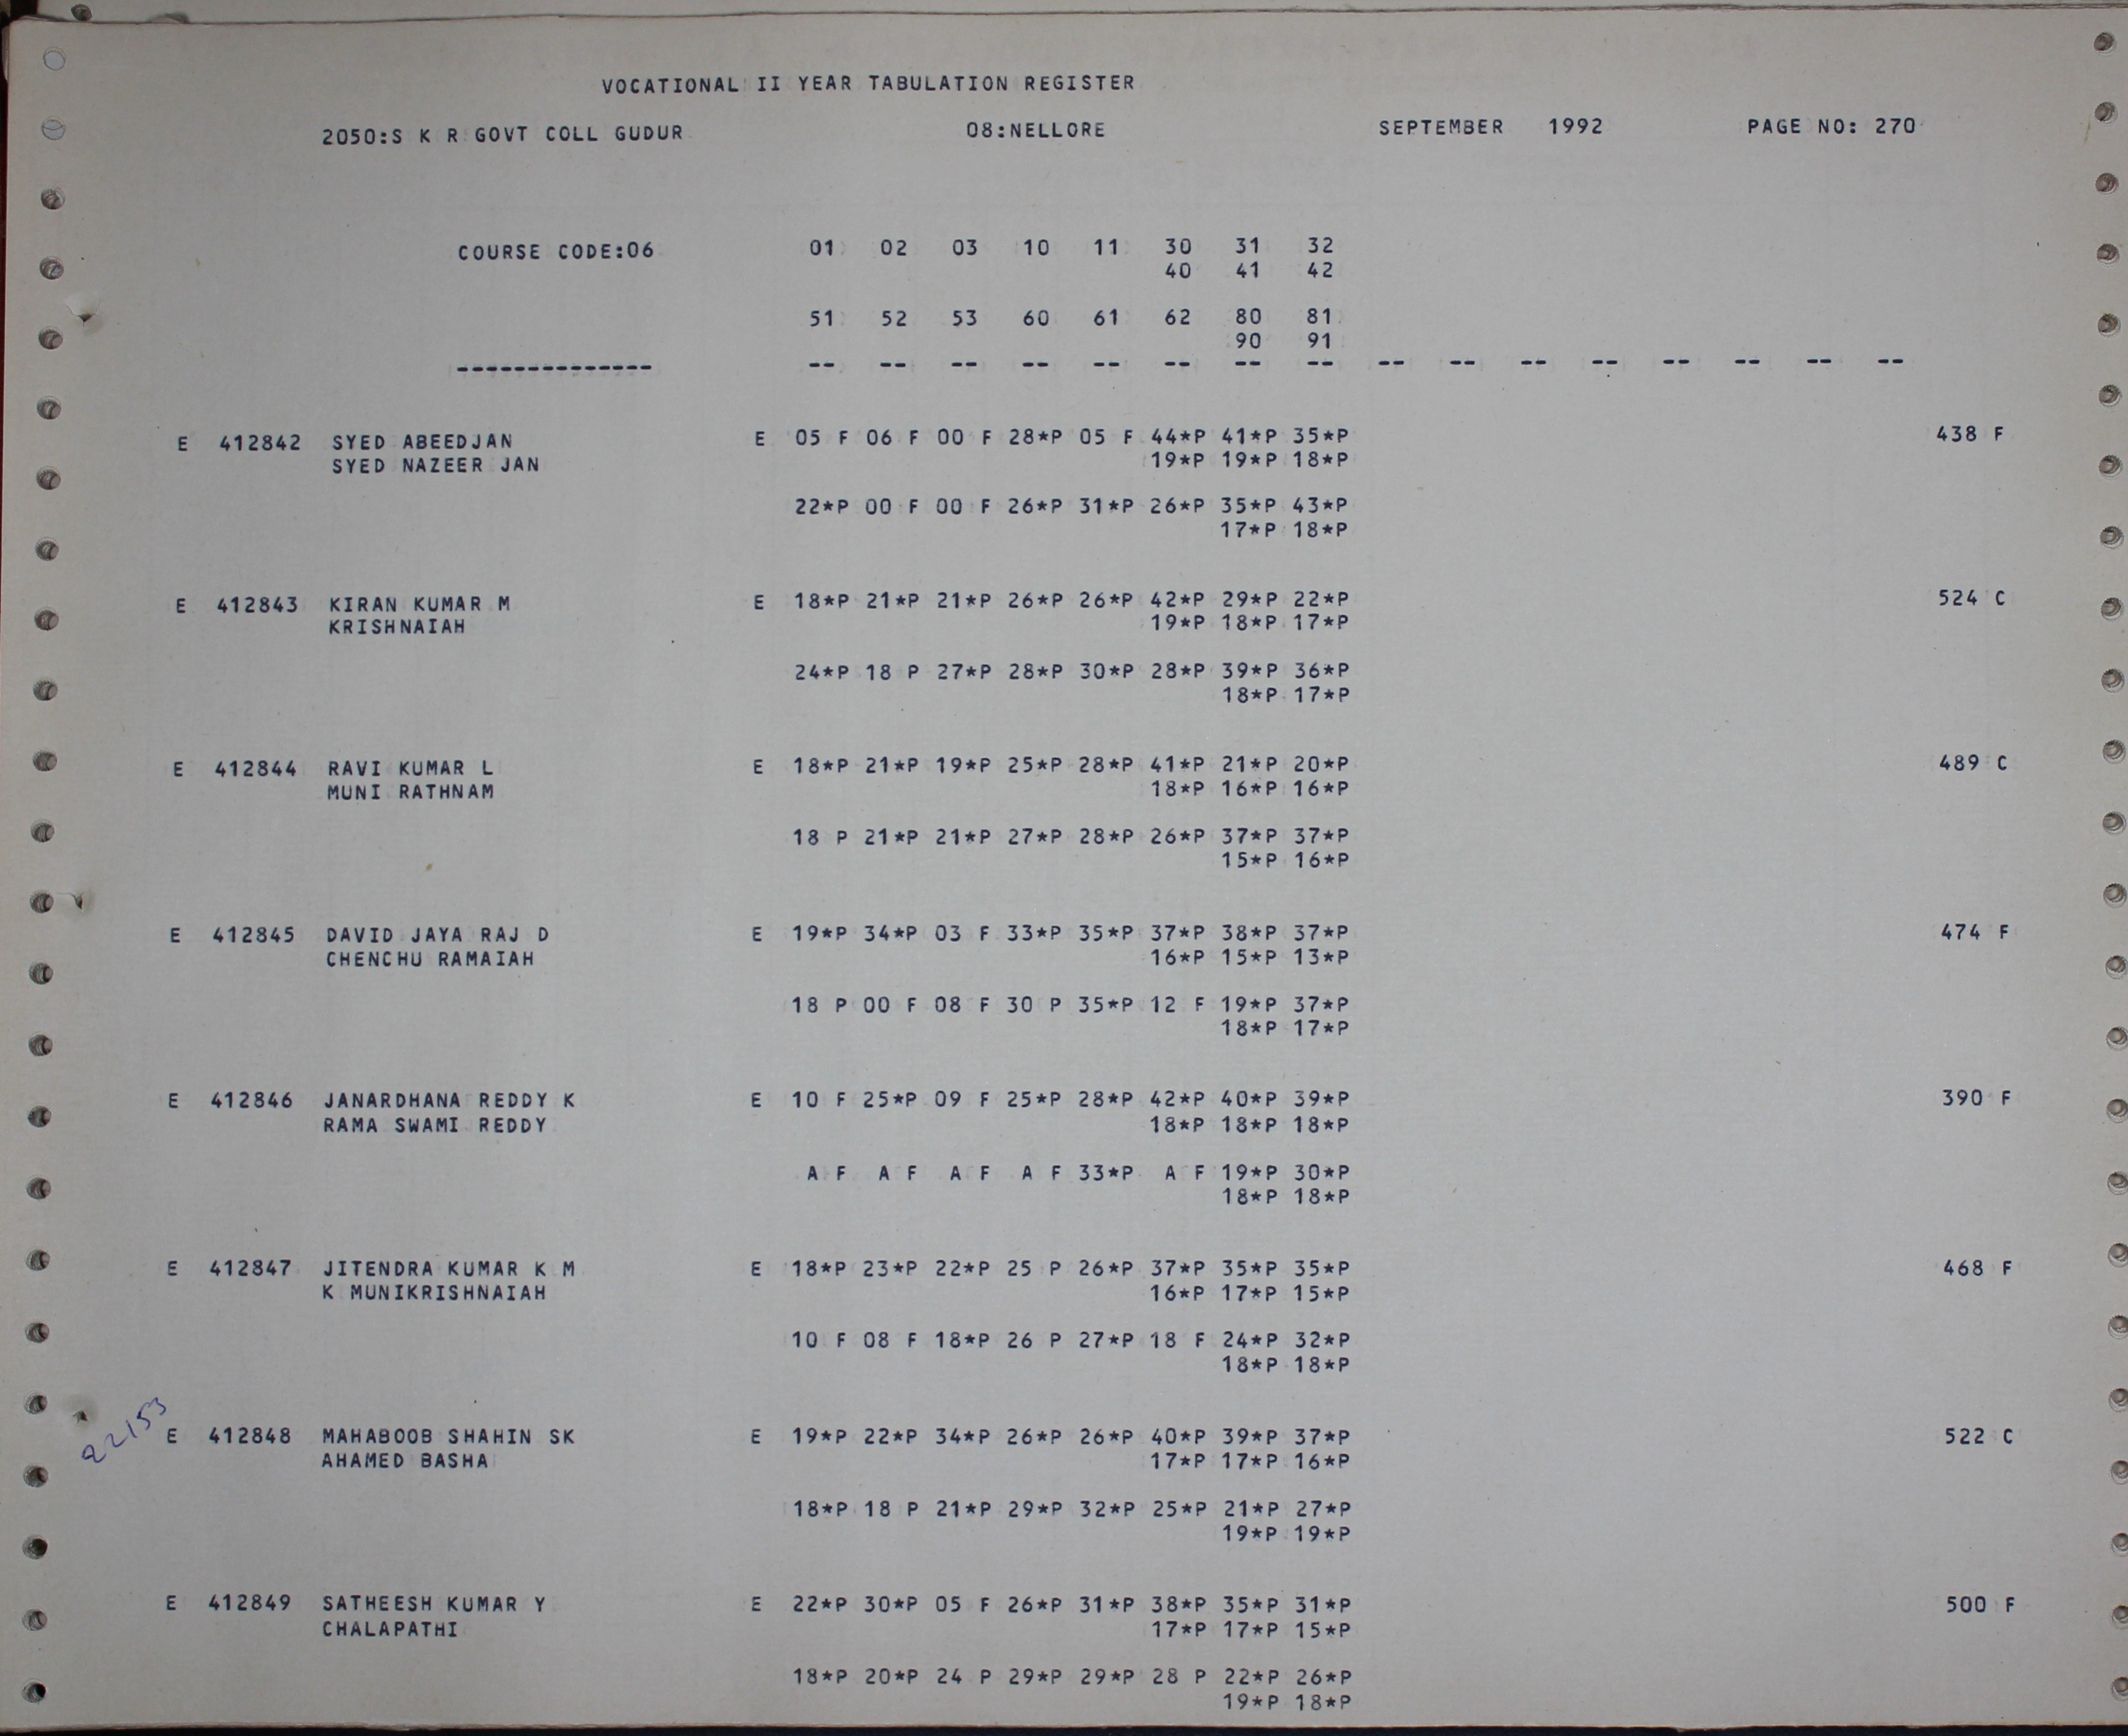 VOCATIONAL II YEAR TABULATION REGISTER
2050:S K R GOVT COLL GUDUR 08:NELLORE SEPTEMBER 1992 PAGE NO: 270
COURSE CODE:06 01 02 03 10 11 30 31 32
40 41 42
51 52 53 60 61 62 80 81
90 91
-------------- -- -- -- -- -- -- -- -- -- -- -- -- -- -- -- --
E 412842 SYED ABEEDJAN E 05 F 06 F 00 F 28*P 05 F 44*P 41*P 35*P 438 F
SYED NAZEER JAN 19*P 19*P 18*P
22*P 00 F 00 F 26*P 31*P 26*P 35*P 43*P
17*P 18*P
E 412843 KIRAN KUMAR M E 18*P 21*P 21*P 26*P 26*P 42*P 29*P 22*P 524 C
KRISHNAIAH 19*P 18*P 17*P
24*P 18 P 27*P 28*P 30*P 28*P 39*P 36*P
18*P 17*P
E 412844 RAVI KUMAR L E 18*P 21*P 19*P 25*P 28*P 41*P 21*P 20*P 489 C
MUNI RATHNAM 18*P 16*P 16*P
18 P 21*P 21*P 27*P 28*P 26*P 37*P 37*P
15*P 16*P
E 412845 DAVID JAYA RAJ D E 19*P 34*P 03 F 33*P 35*P 37*P 38*P 37*P 474 F
CHENCHU RAMAIAH 16*P 15*P 13*P
18 P 00 F 08 F 30 P 35*P 12 F 19*P 37*P
18*P 17*P
E 412846 JANARDHANA REDDY K E 10 F 25*P 09 F 25*P 28*P 42*P 40*P 39*P 390 F
RAMA SWAMI REDDY 18*P 18*P 18*P
A F A F A F A F 33*P A F 19*P 30*P
18*P 18*P
E 412847 JITENDRA KUMAR K M E 18*P 23*P 22*P 25 P 26*P 37*P 35*P 35*P 468 F
K MUNIKRISHNAIAH 16*P 17*P 15*P
10 F 08 F 18*P 26 P 27*P 18 F 24*P 32*P
18*P 18*P
22153
E 412848 MAHABOOB SHAHIN SK E 19*P 22*P 34*P 26*P 26*P 40*P 39*P 37*P 522 C
AHAMED BASHA 17*P 17*P 16*P
18*P 18 P 21*P 29*P 32*P 25*P 21*P 27*P
19*P 19*P
E 412849 SATHEESH KUMAR Y E 22*P 30*P 05 F 26*P 31*P 38*P 35*P 31*P 500 F
CHALAPATHI 17*P 17*P 15*P
18*P 20*P 24 P 29*P 29*P 28 P 22*P 26*P
19*P 18*P